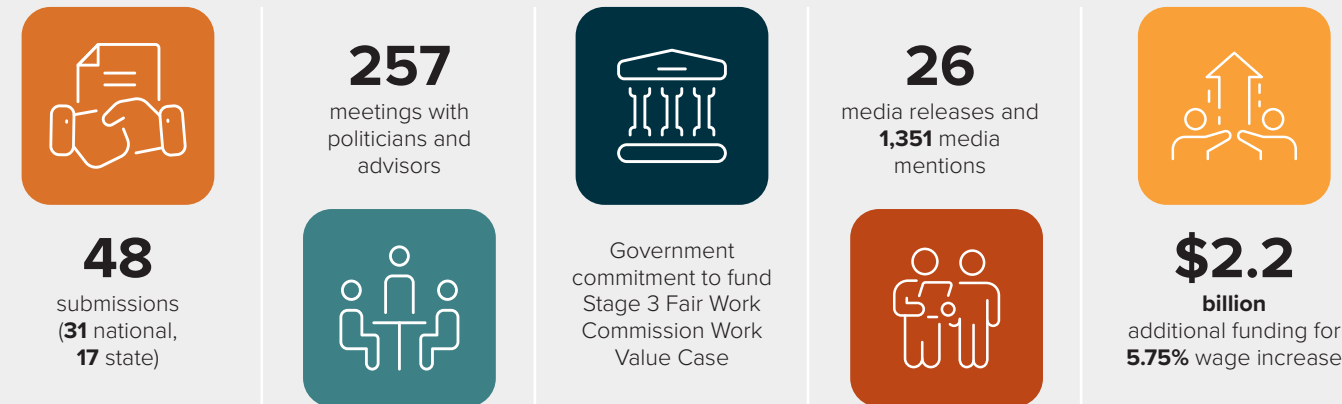 48
submissions
(31 national,
17 state)
257
meetings with
politicians and
advisors
Government
commitment to fund
Stage 3 Fair Work
Commission Work
Value Case
26
media releases and
1,351 media
mentions
$2.2
billion
additional funding for
5.75% wage increase